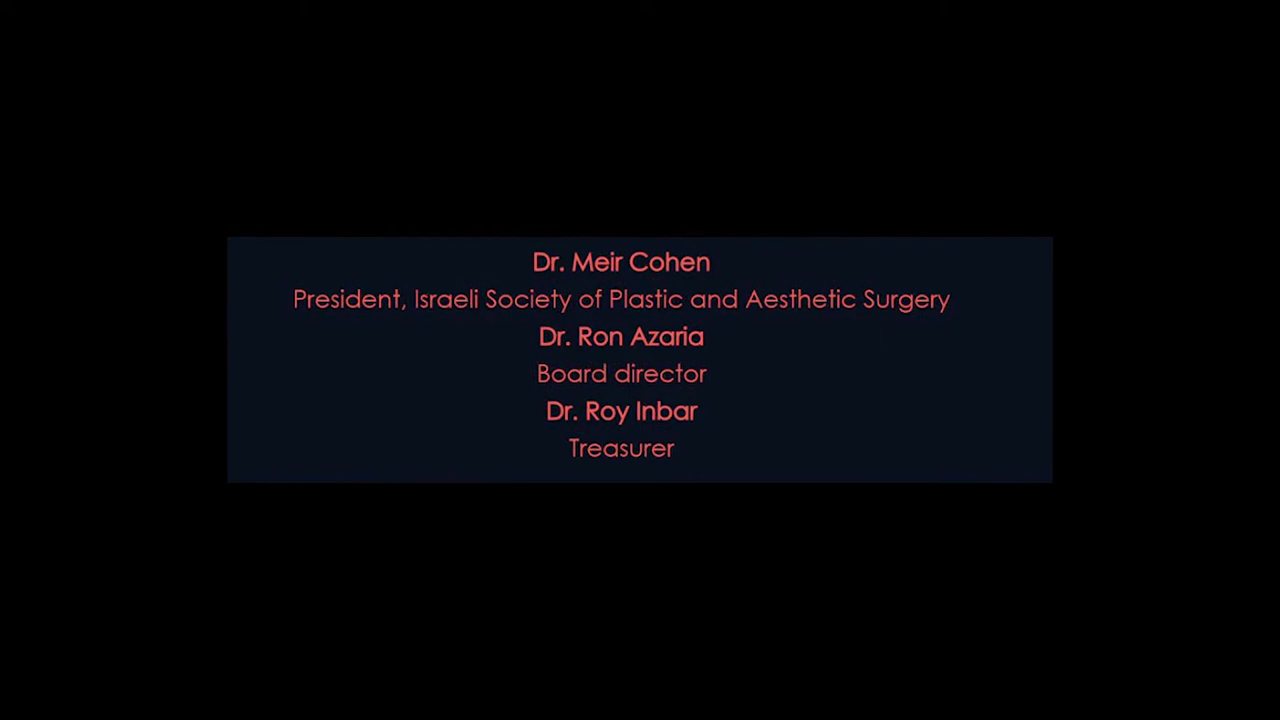 Dr. Meir Cohen
President, Israeli Society of Plastic and Aesthetic Surgery
Dr. Ron Azaria
Board director
Dr. Roy Inbar
Treasurer